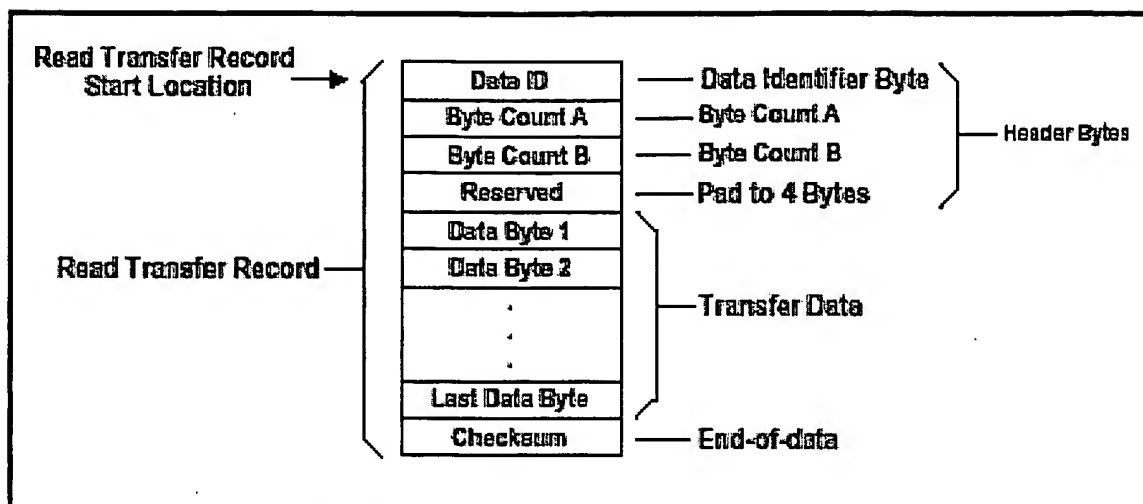 Read Transfer Record
Start Location
Data ID
Data Identifier Byte
Byte Count A
Byte Count A
Header Bytes
Byte Count B
Byte Count B
Reserved
Pad to 4 Bytes
Data Byte 1
Read Transfer Record
Data Byte 2
Transfer Data
.
.
.
Last Data Byte
Checksum
End-of-data